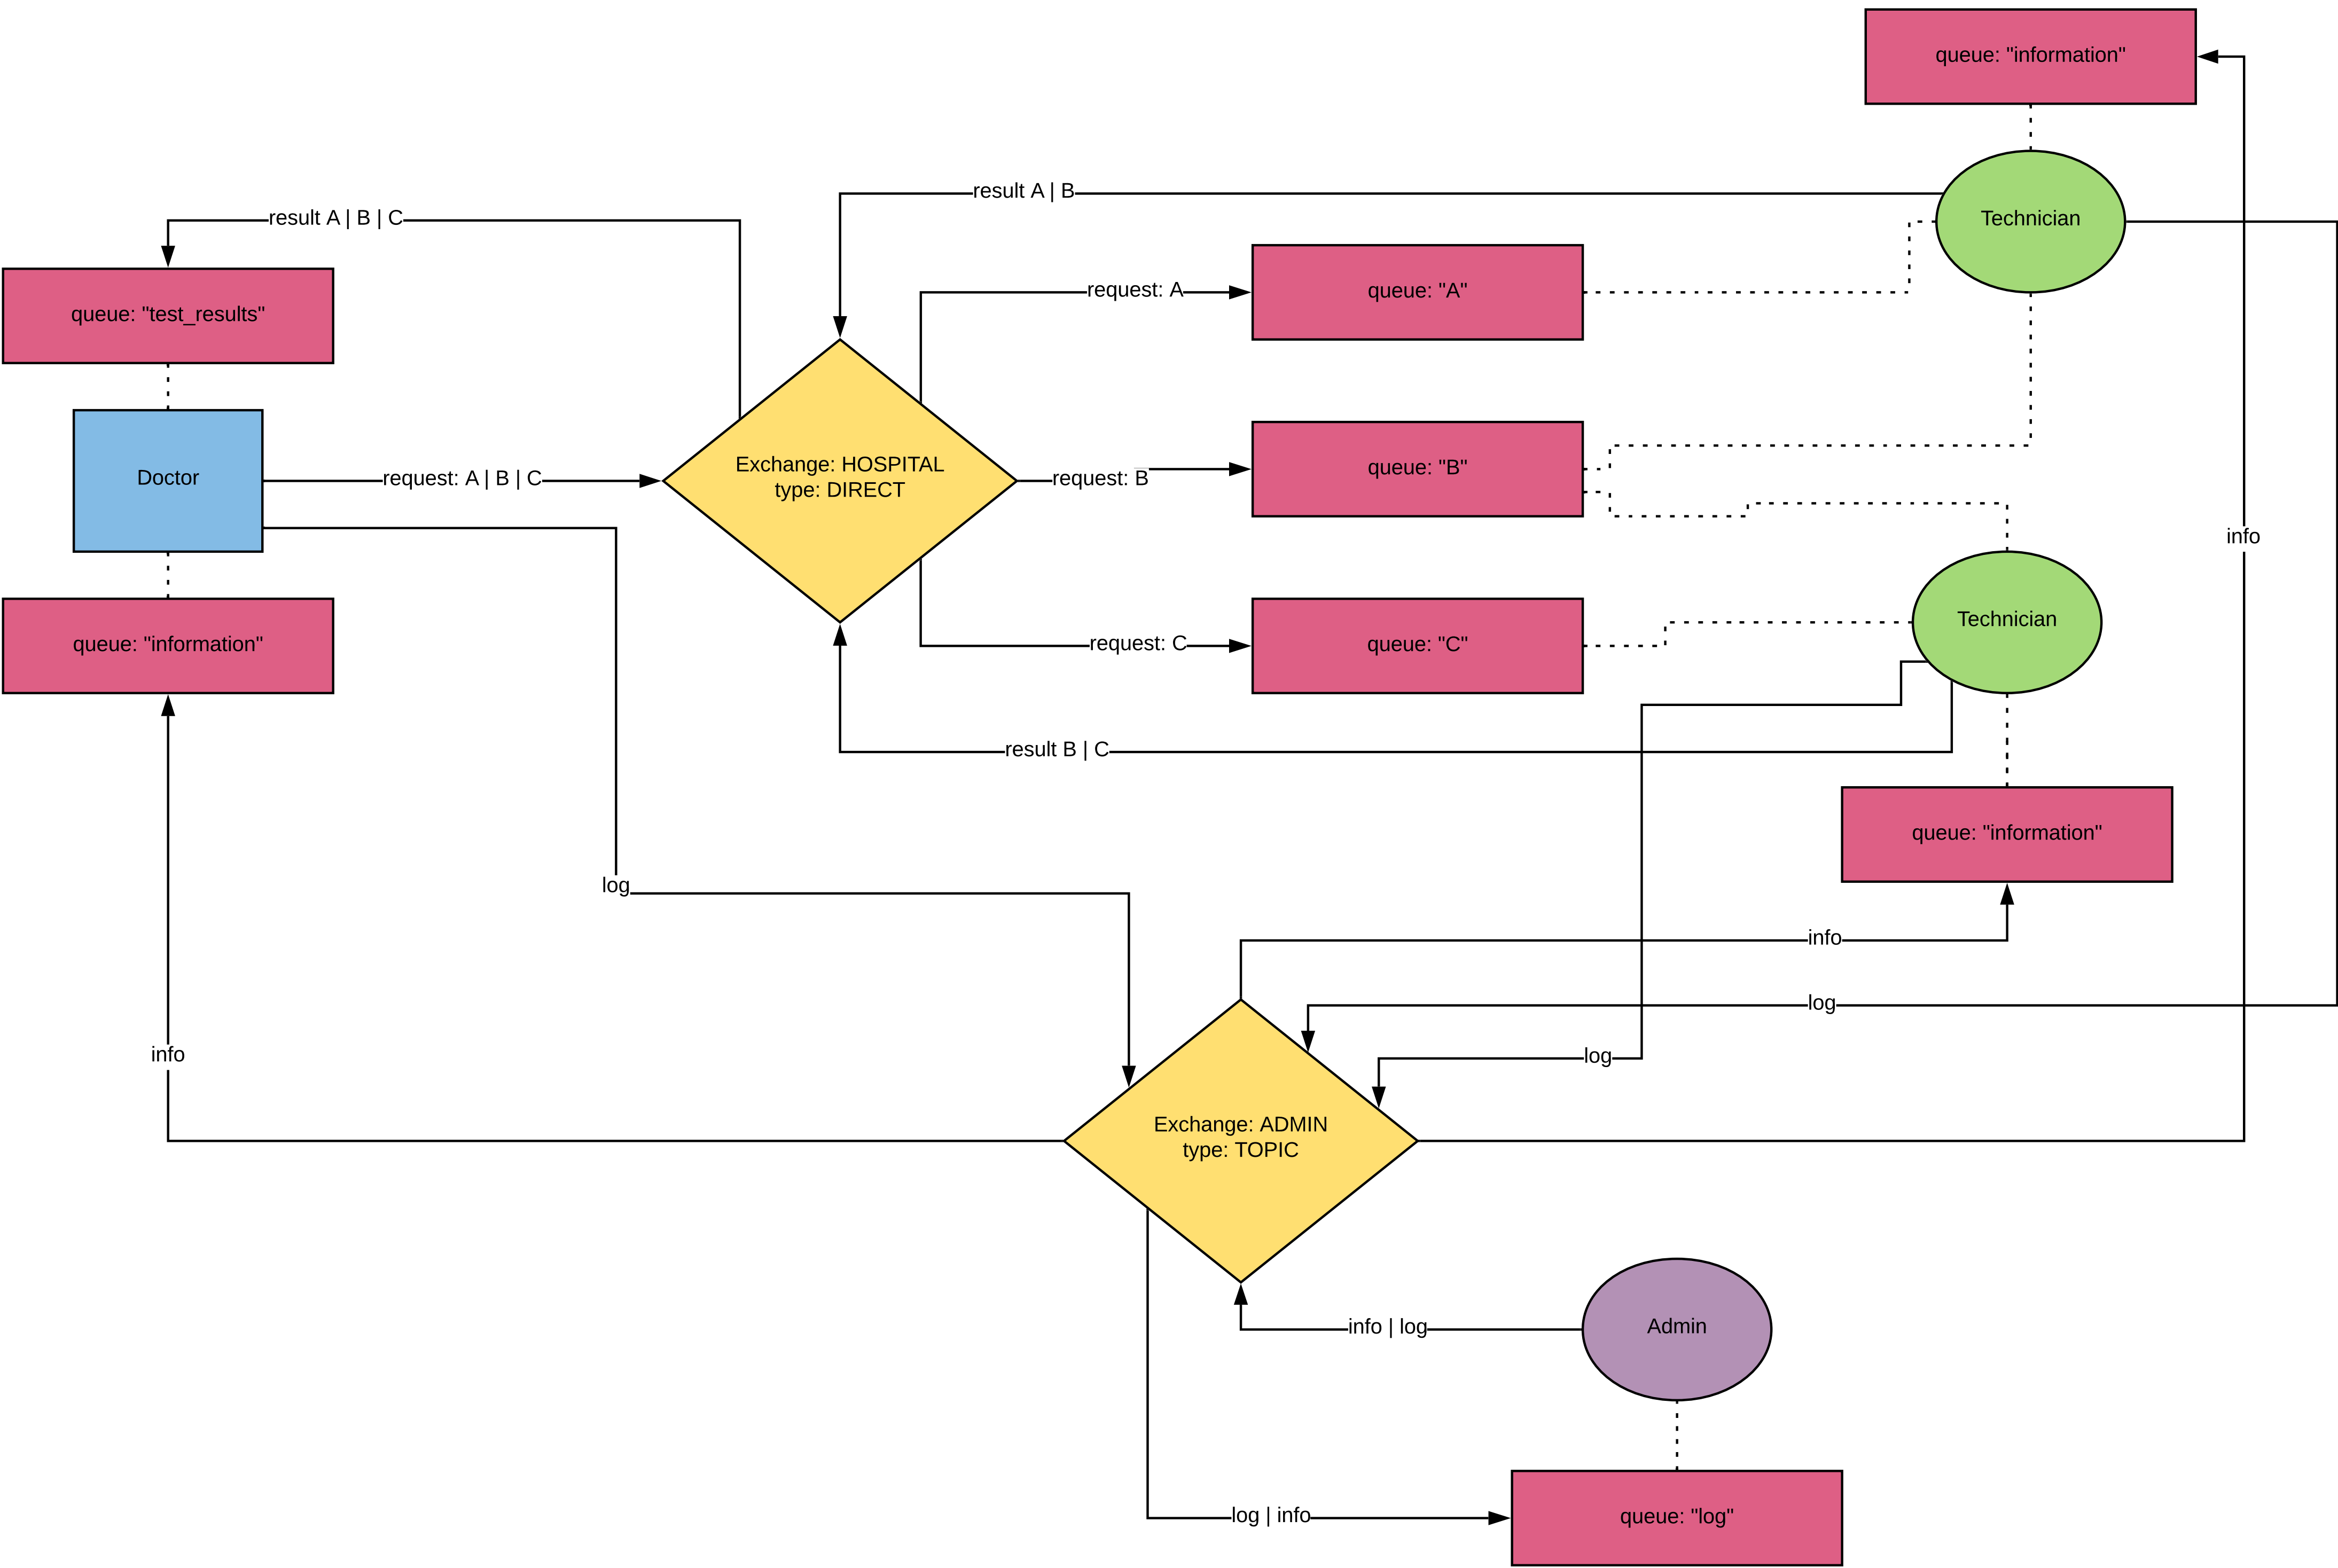 queue: "information"
result A | B
result A | B | C
Technician
request: A
queue: "A"
queue: "test_results"
Exchange: HOSPITAL
type: DIRECT
queue: "B"
Doctor
request: A | B | C
request: B
info
Technician
queue: "information"
request: C
queue: "C"
result B | C
queue: "information"
log
info
log
info
log
Exchange: ADMIN
type: TOPIC
info | log
Admin
log | info
queue: "log"